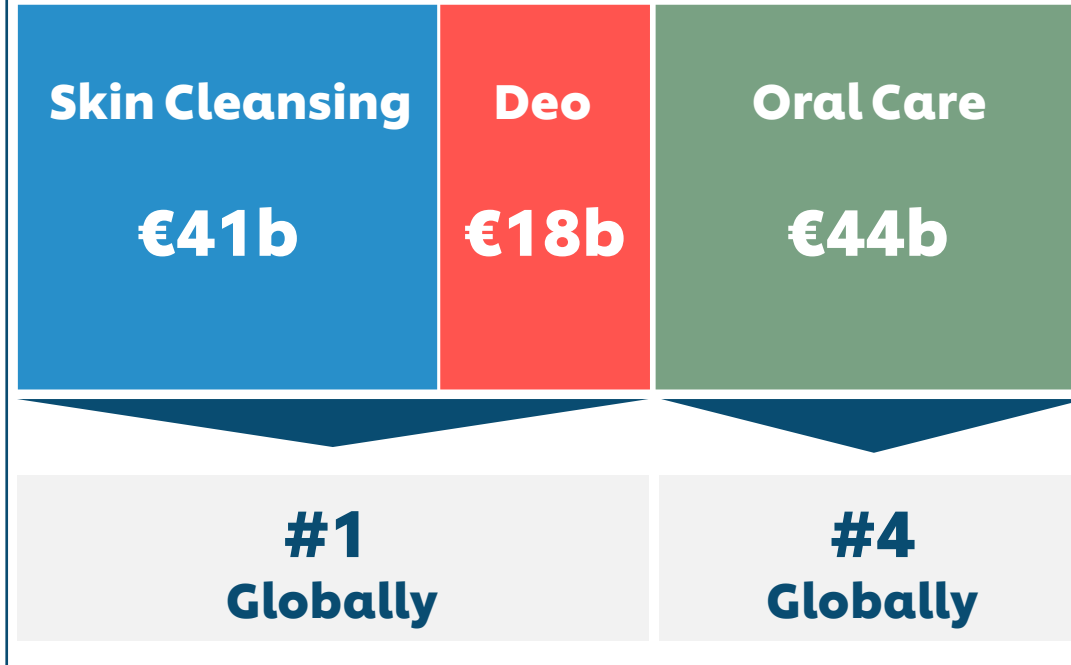 Skin Cleansing
€41b
Deo
€18b
Oral Care
€44b
#1
Globally
#4
Globally